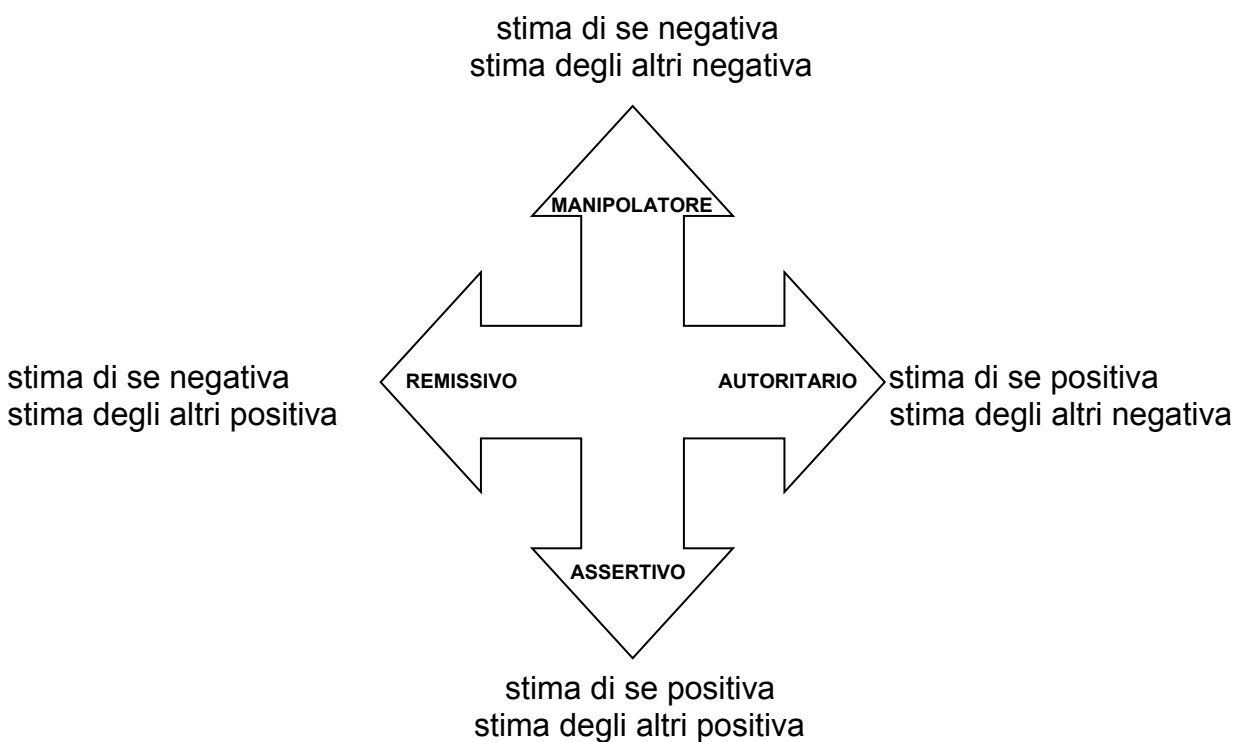 stima di se negativa
stima degli altri negativa
MANIPOLATORE
stima di se negativa
stima degli altri positiva
REMISSIVO
AUTORITARIO
stima di se positiva
stima degli altri negativa
ASSERTIVO
stima di se positiva
stima degli altri positiva